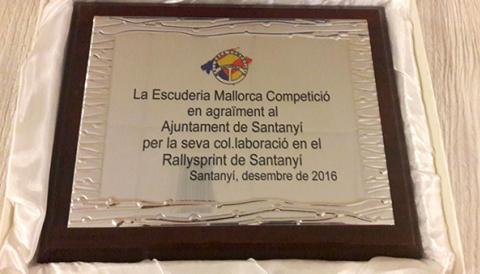 La Escuderia Mallorca Competició
en agraïment al
Ajuntament de Santanyí
per la seva col.laboració en el
Rallysprint de Santanyí
Santanyí, desembre de 2016